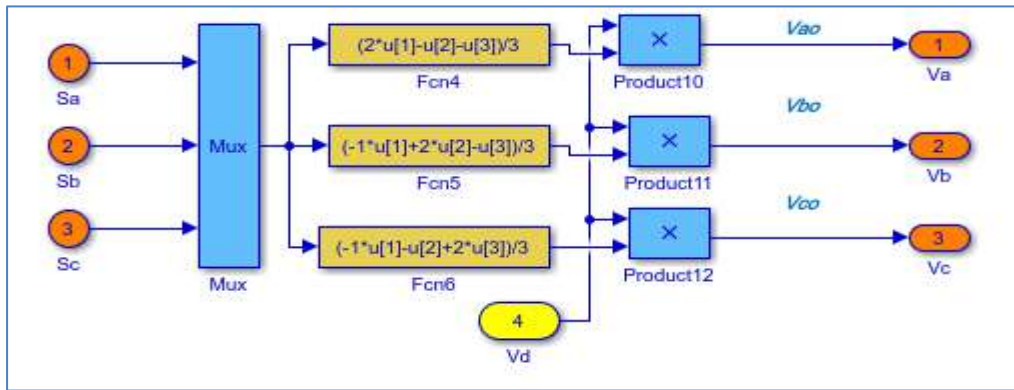 1
Sa
2
Sb
3
Sc
Mux
Mux
(2*u[1]-u[2]-u[3])/3
Fcn4
(-1*u[1]+2*u[2]-u[3])/3
Fcn5
(-1*u[1]-u[2]+2*u[3])/3
Fcn6
4
Vd
×
Product10
×
Product11
×
Product12
Vao
1
Va
Vbo
2
Vb
Vco
3
Vc